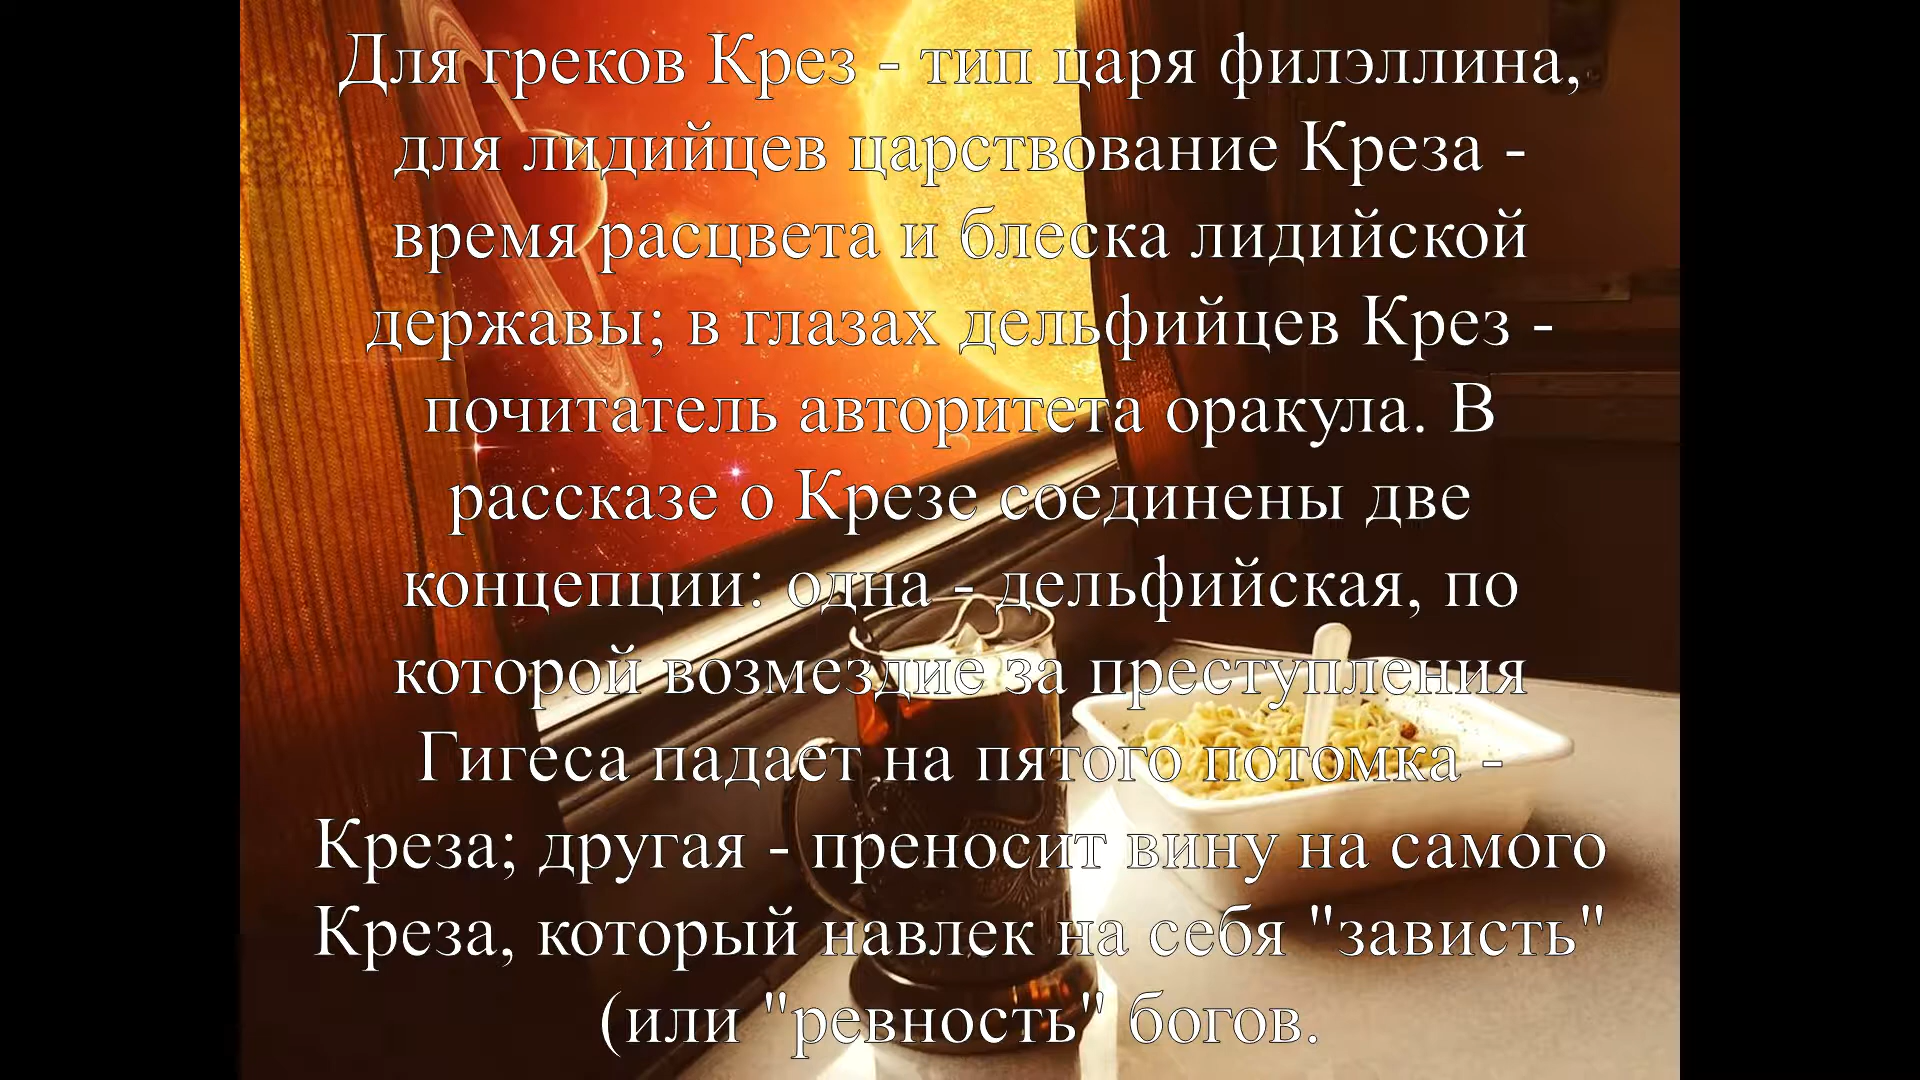 Для греков Крез - тип царя филэллина,
для лидийцев царствование Креза -
время расцвета и блеска лидийской
державы; в глазах дельфийцев Крез -
почитатель авторитета оракула. В
рассказе о Крезе соединены две
концепции: одна - дельфийская, по
которой возмездие за преступления
Гигеса падает на пятого потомка -
Креза; другая - преносит вину на самого
Креза, который навлек на себя "зависть"
(или "ревность" богов.